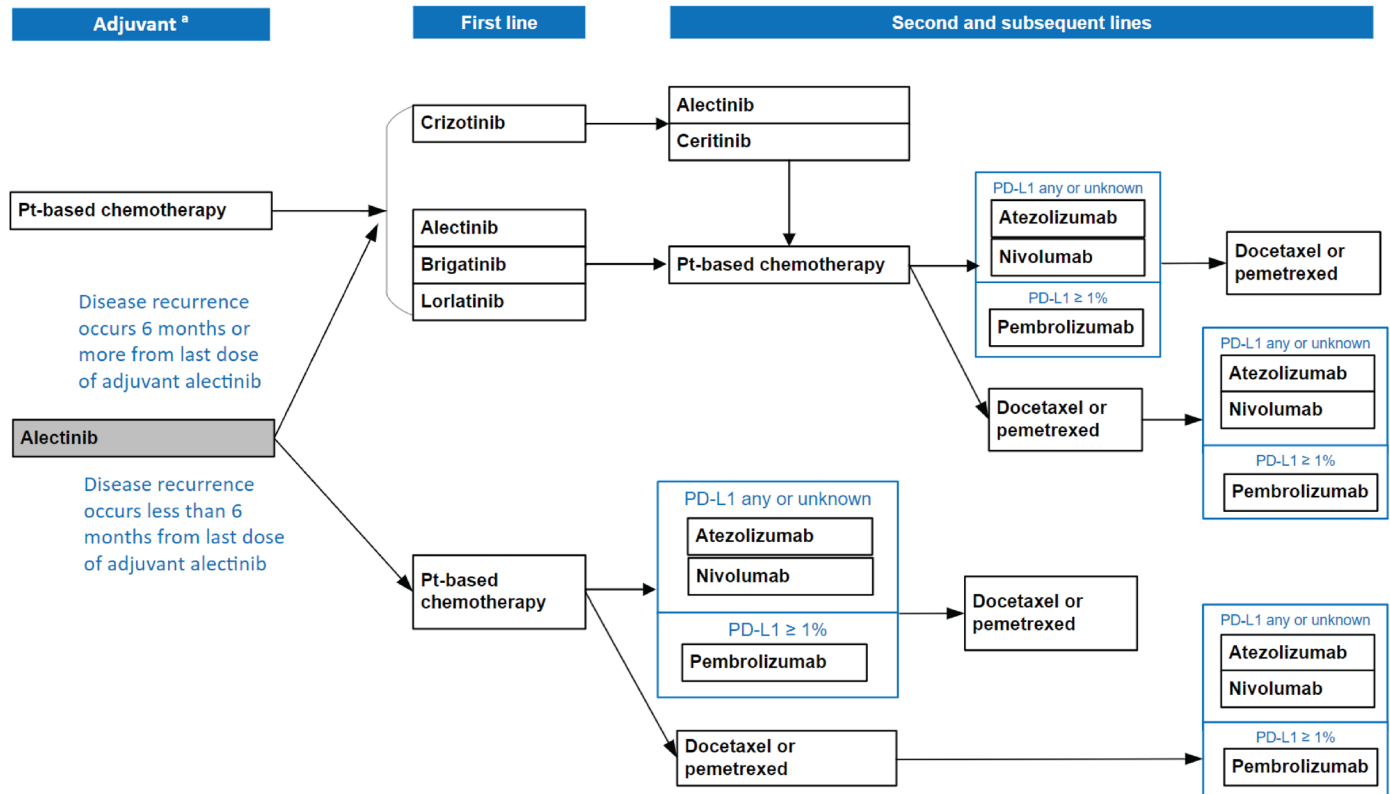 Adjuvant a
First line
Second and subsequent lines
Crizotinib
Alectinib
Ceritinib
Pt-based chemotherapy
Alectinib
Brigatinib
Lorlatinib
Pt-based chemotherapy
PD-L1 any or unknown
Atezolizumab
Nivolumab
PD-L1 ≥ 1%
Pembrolizumab
Docetaxel or
pemetrexed
Disease recurrence
occurs 6 months or
more from last dose
of adjuvant alectinib
Docetaxel or
pemetrexed
PD-L1 any or unknown
Atezolizumab
Nivolumab
PD-L1 ≥ 1%
Pembrolizumab
Alectinib
Disease recurrence
occurs less than 6
months from last dose
of adjuvant alectinib
Pt-based
chemotherapy
PD-L1 any or unknown
Atezolizumab
Nivolumab
PD-L1 ≥ 1%
Pembrolizumab
Docetaxel or
pemetrexed
Docetaxel or
pemetrexed
PD-L1 any or unknown
Atezolizumab
Nivolumab
PD-L1 ≥ 1%
Pembrolizumab